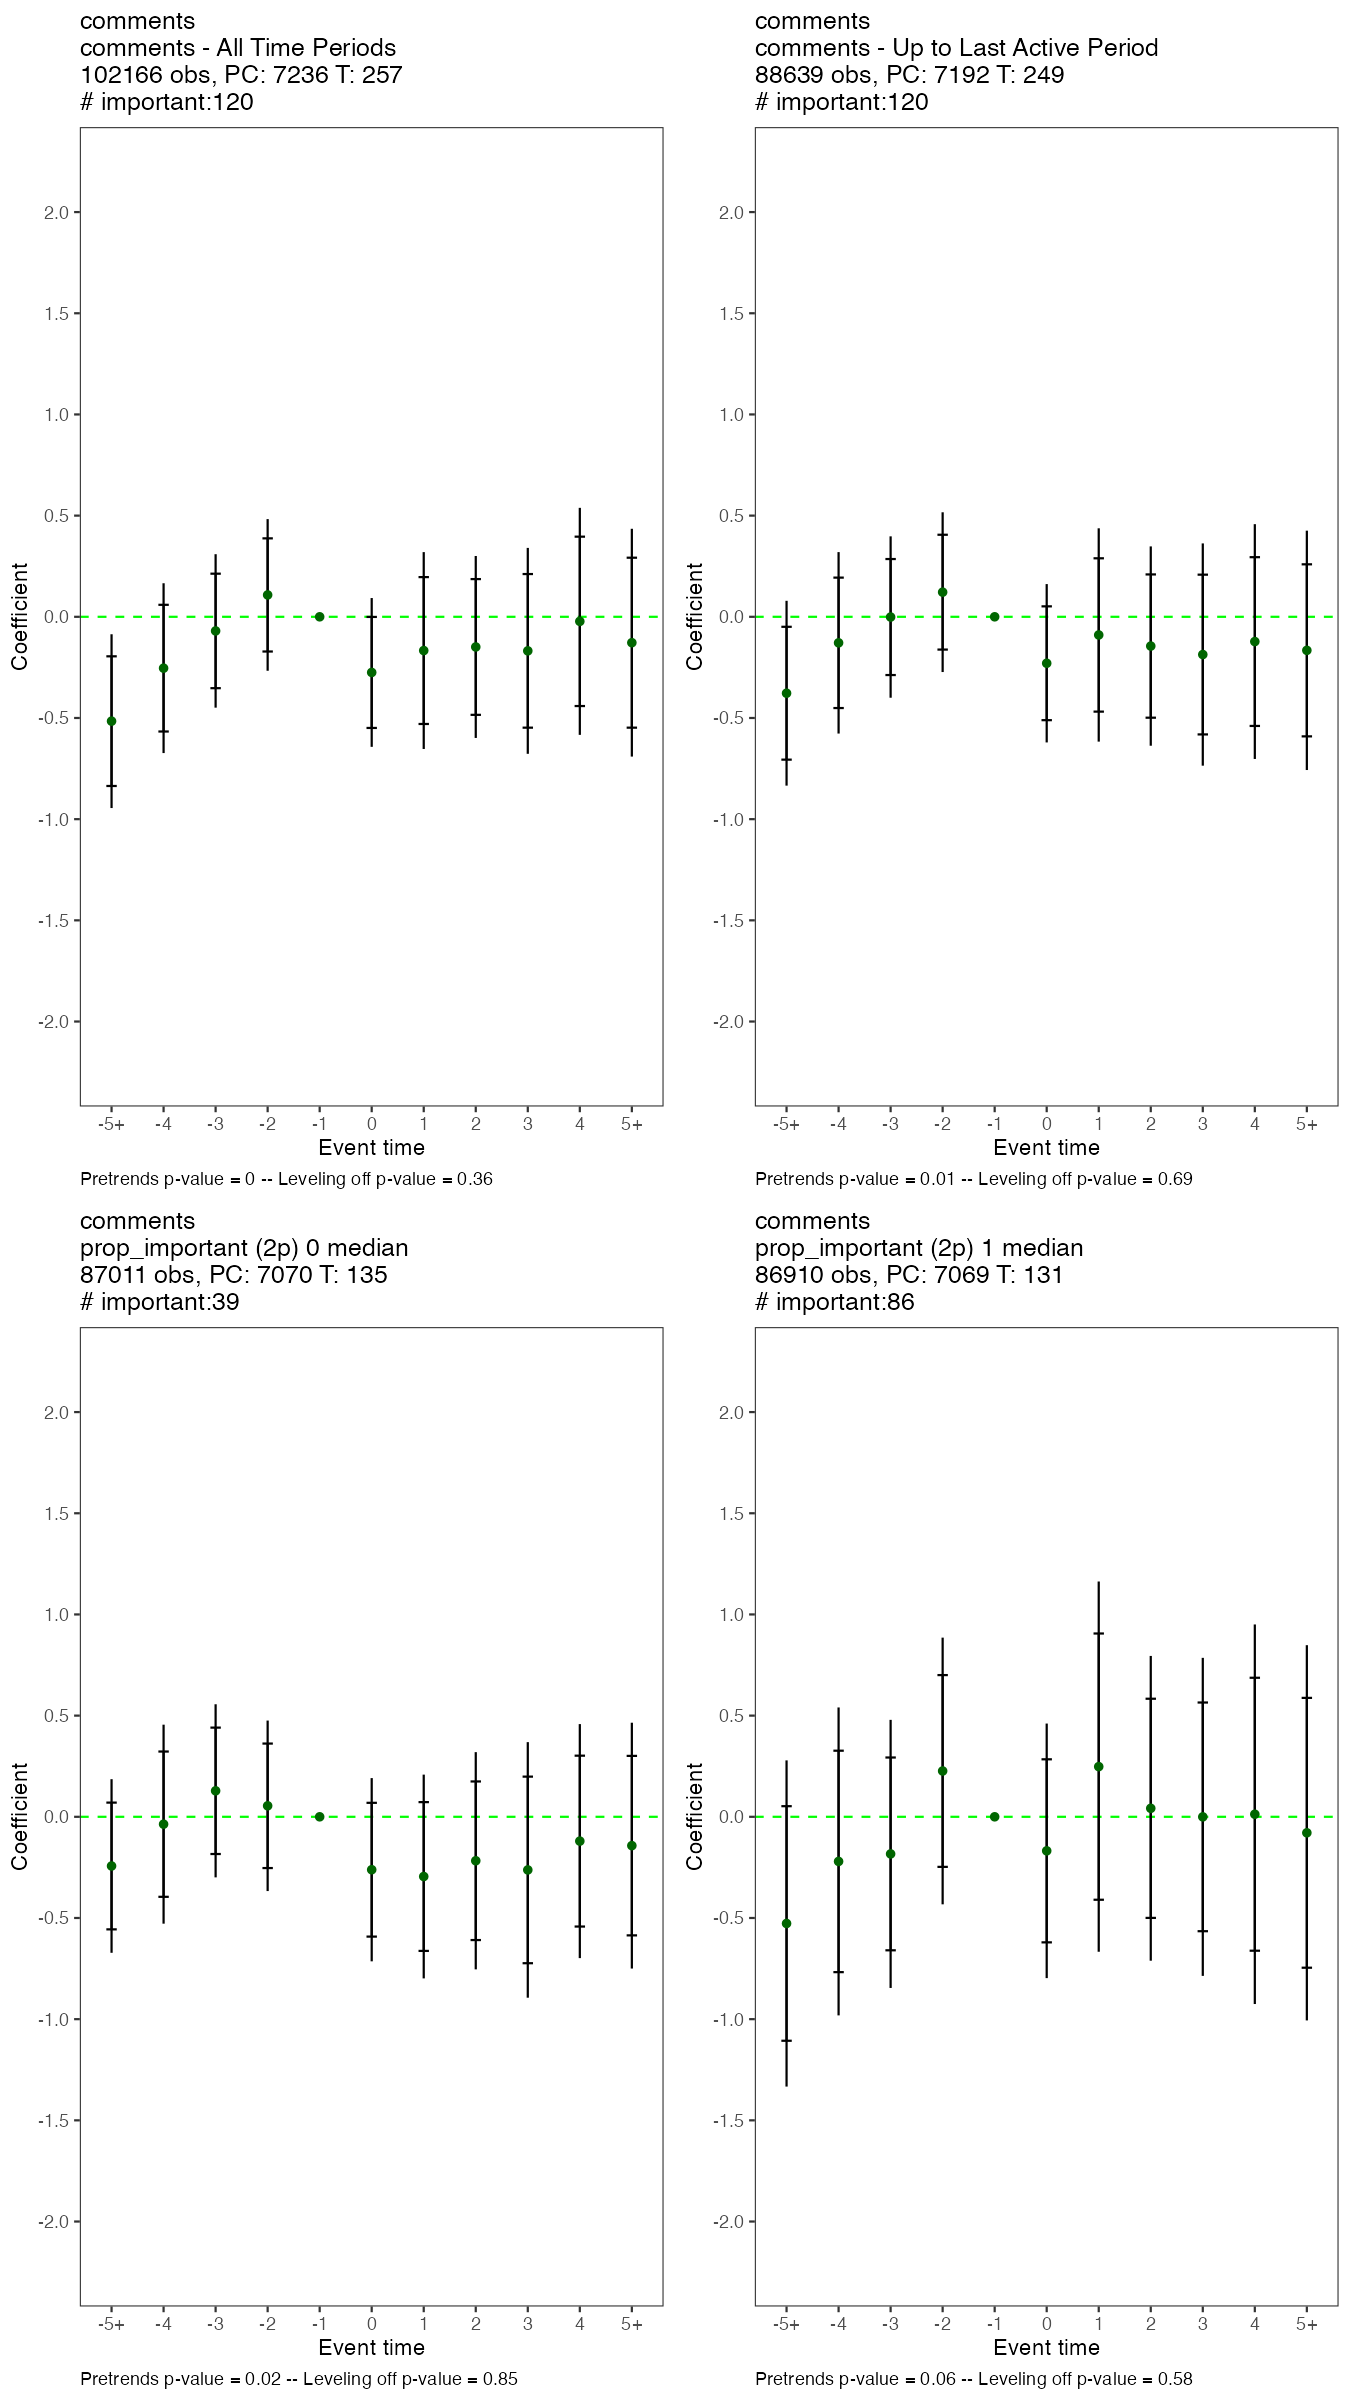 comments
comments - All Time Periods
102166 obs, PC: 7236 T: 257
# important:120
2.0
1.5
1.0
0.5
0.0
-0.5
-1.0
-1.5
-2.0
Coefficient
-5+ -4 -3 -2 -1 0 1 2 3 4 5+
Event time
Pretrends p-value = 0 -- Leveling off p-value = 0.36
comments
comments - Up to Last Active Period
88639 obs, PC: 7192 T: 249
# important:120
2.0
1.5
1.0
0.5
0.0
-0.5
-1.0
-1.5
-2.0
Coefficient
-5+ -4 -3 -2 -1 0 1 2 3 4 5+
Event time
Pretrends p-value = 0.01 -- Leveling off p-value = 0.69
comments
prop_important (2p) 0 median
87011 obs, PC: 7070 T: 135
# important:39
2.0
1.5
1.0
0.5
0.0
-0.5
-1.0
-1.5
-2.0
Coefficient
-5+ -4 -3 -2 -1 0 1 2 3 4 5+
Event time
Pretrends p-value = 0.02 -- Leveling off p-value = 0.85
comments
prop_important (2p) 1 median
86910 obs, PC: 7069 T: 131
# important:86
2.0
1.5
1.0
0.5
0.0
-0.5
-1.0
-1.5
-2.0
Coefficient
-5+ -4 -3 -2 -1 0 1 2 3 4 5+
Event time
Pretrends p-value = 0.06 -- Leveling off p-value = 0.58